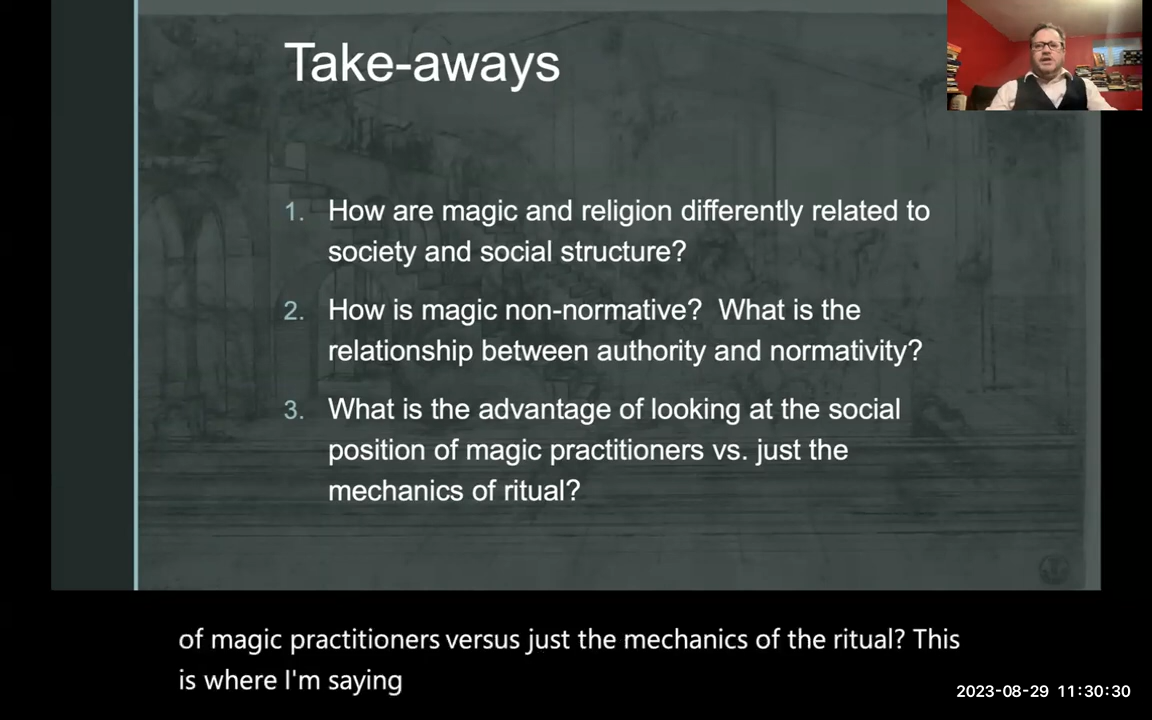 Take-aways
1. How are magic and religion differently related to
society and social structure?
2. How is magic non-normative?  What is the
relationship between authority and normativity?
3. What is the advantage of looking at the social
position of magic practitioners vs. just the
mechanics of ritual?
of magic practitioners versus just the mechanics of the ritual? This
is where I'm saying
2023-08-29 11:30:30